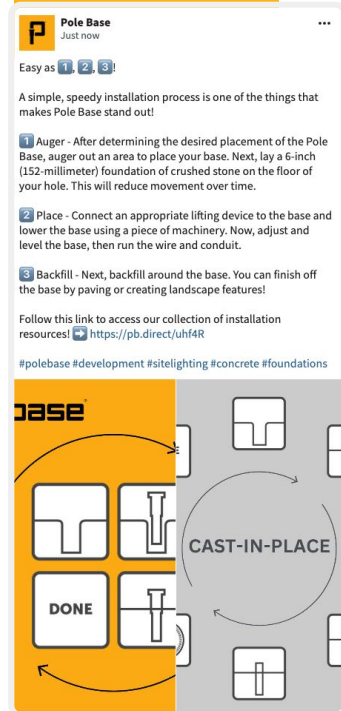 Pole Base
Just now
Easy as 1️⃣, 2️⃣, 3️⃣!
A simple, speedy installation process is one of the things that
makes Pole Base stand out!
1️⃣ Auger - After determining the desired placement of the Pole
Base, auger out an area to place your base. Next, lay a 6-inch
(152-millimeter) foundation of crushed stone on the floor of
your hole. This will reduce movement over time.
2️⃣ Place - Connect an appropriate lifting device to the base and
lower the base using a piece of machinery. Now, adjust and
level the base, then run the wire and conduit.
3️⃣ Backfill - Next, backfill around the base. You can finish off
the base by paving or creating landscape features!
Follow this link to access our collection of installation
resources! ➡️ https://pb.direct/uhf4R
#polebase #development #sitelighting #concrete #foundations
base
CAST-IN-PLACE
DONE